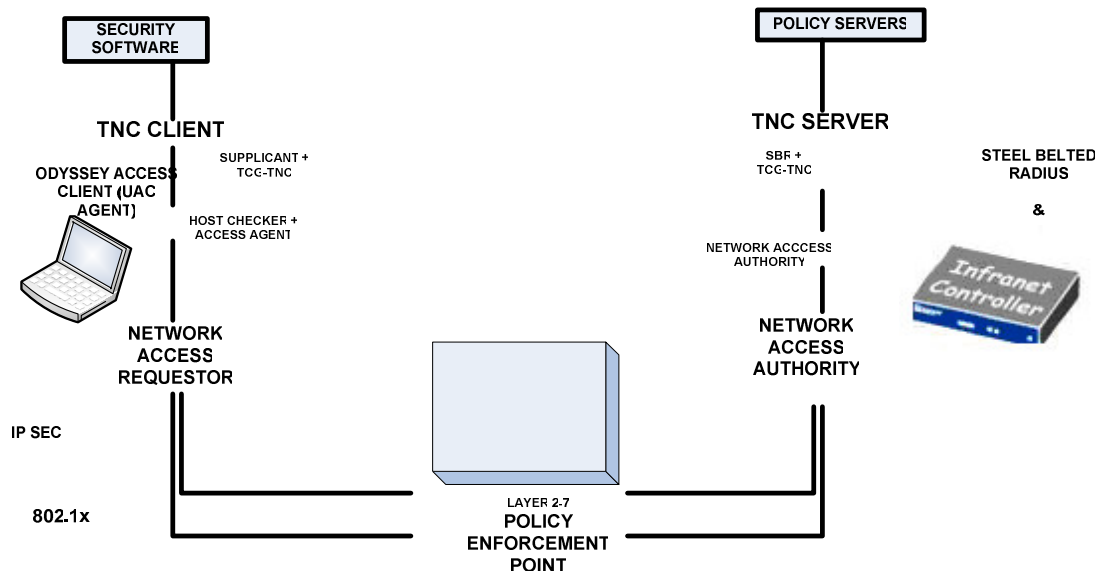 SECURITY
SOFTWARE
POLICY SERVERS
TNC CLIENT
TNC SERVER
SUPPLICANT +
TCG-TNC
SBR +
TCG-TNC
STEEL BELTED
RADIUS
&
ODYSSEY ACCESS
CLIENT (UAC
AGENT)
HOST CHECKER +
ACCESS AGENT
NETWORK ACCCESS
AUTHORITY
Infranet
Controller
NETWORK
ACCESS
REQUESTOR
NETWORK
ACCESS
AUTHORITY
IP SEC
802.1x
LAYER 2-7
POLICY
ENFORCEMENT
POINT